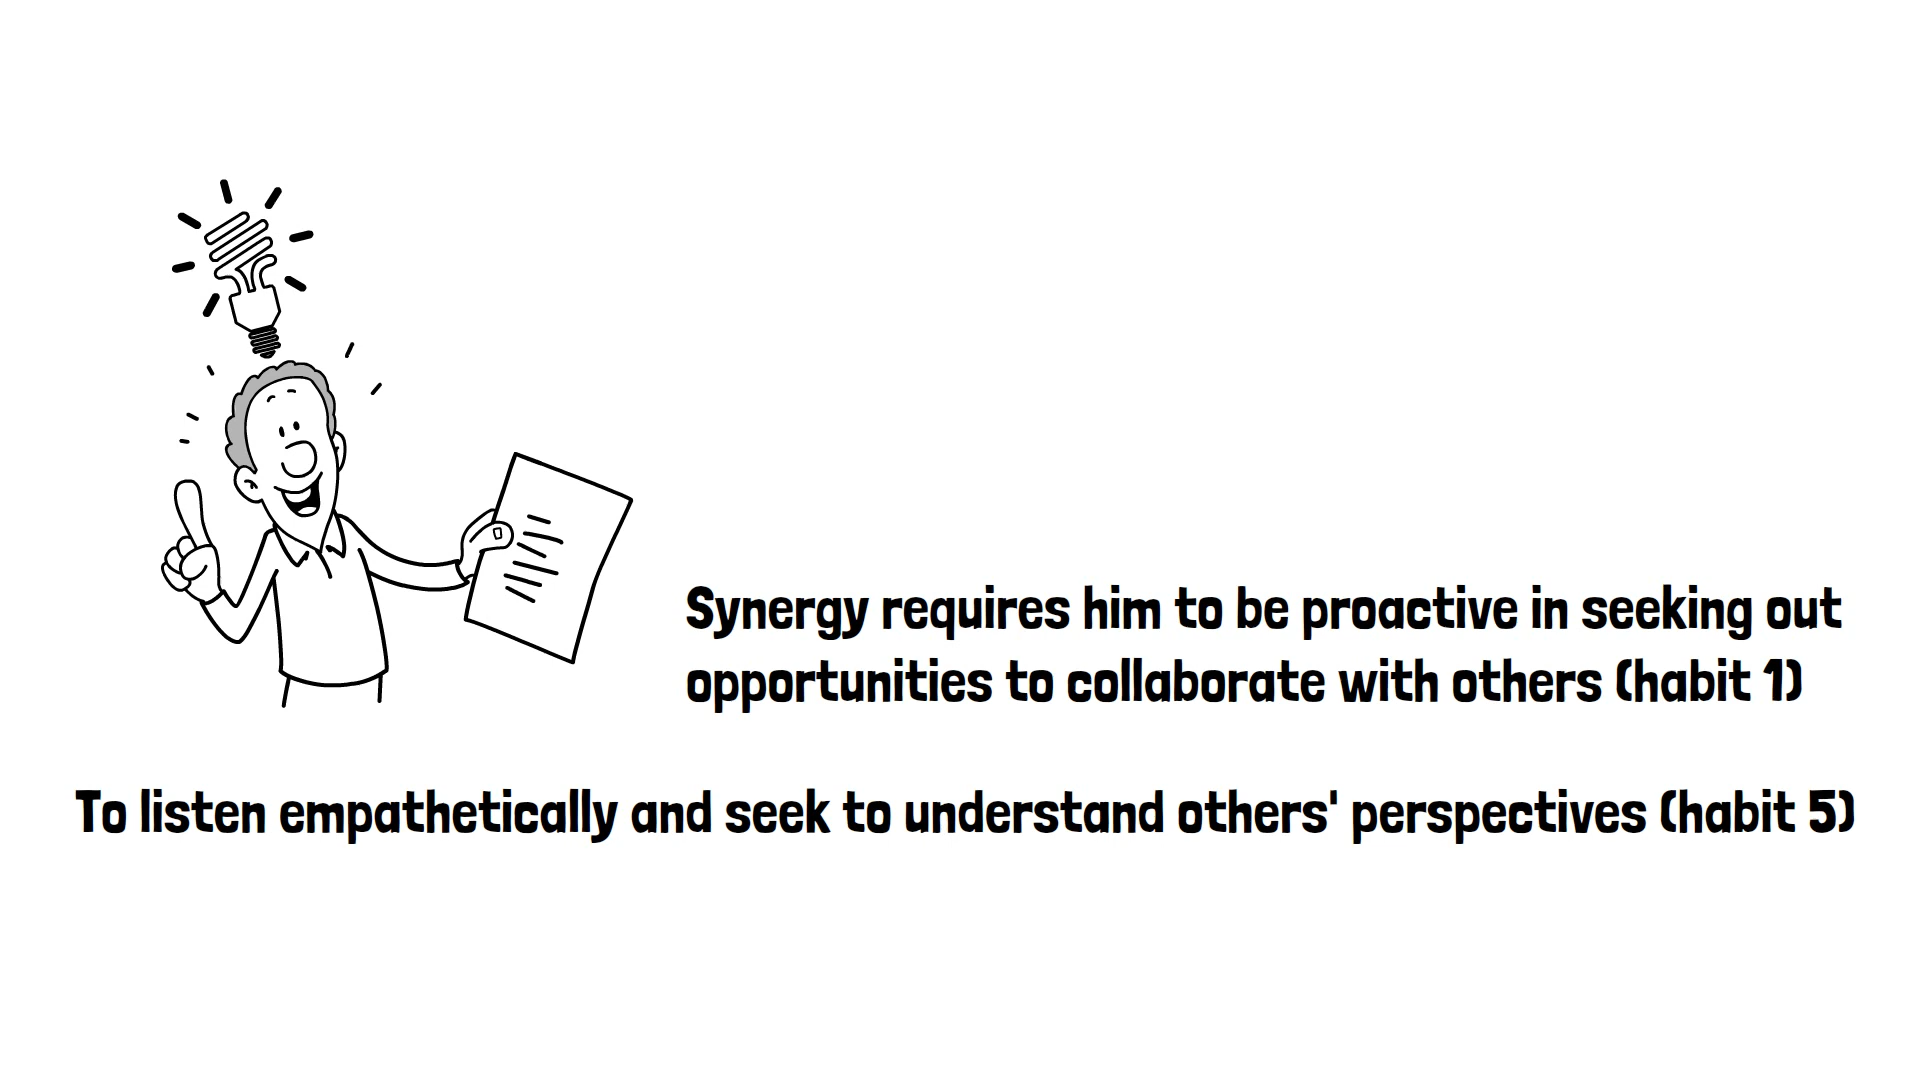 Synergy requires him to be proactive in seeking out
opportunities to collaborate with others (habit 1)
To listen empathetically and seek to understand others' perspectives (habit 5)